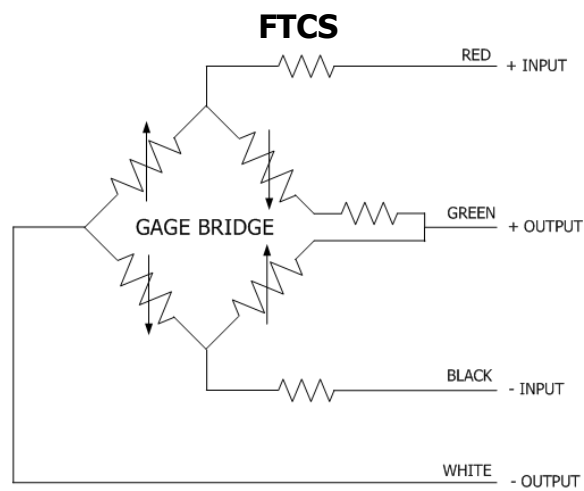 FTCS
RED
+ INPUT
GAGE BRIDGE
GREEN
+ OUTPUT
BLACK
- INPUT
WHITE
- OUTPUT